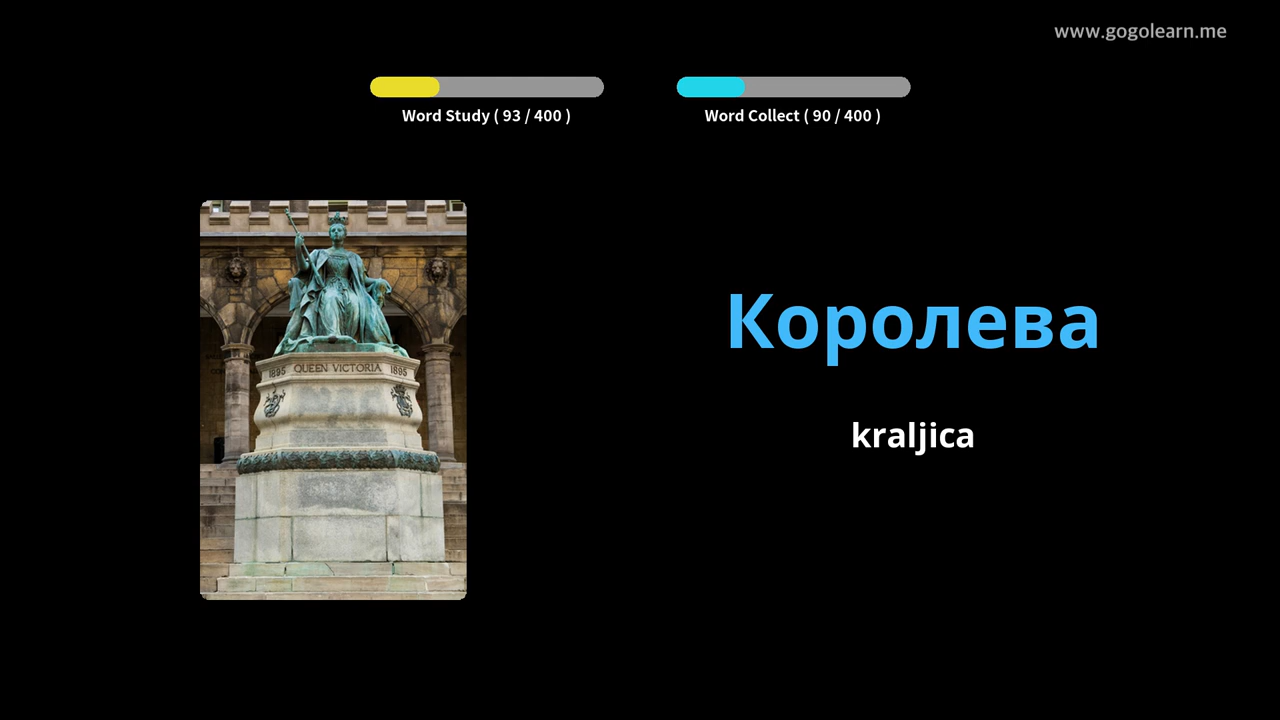 www.gogolearn.me
Word Study ( 93 / 400 )
Word Collect ( 90 / 400 )
1895 QUEEN VICTORIA 1895
Королева
kraljica